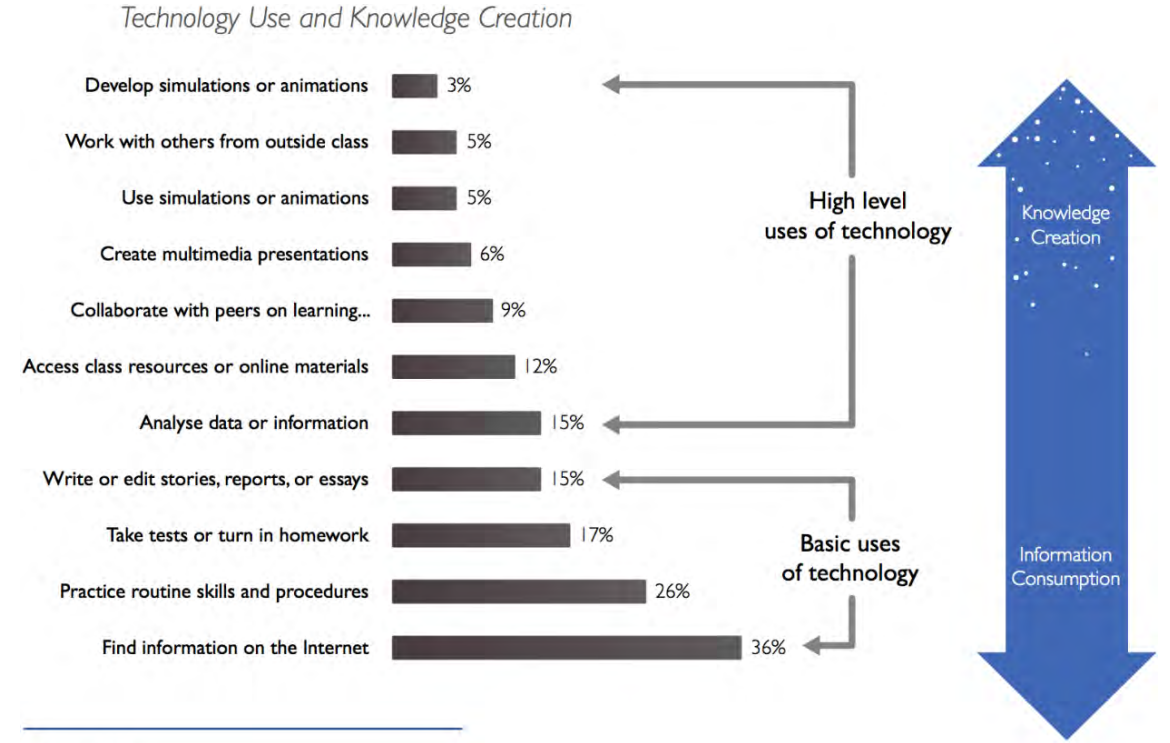 Technology Use and Knowledge Creation
Develop simulations or animations 3%
Work with others from outside class 5%
Use simulations or animations 5%
Create multimedia presentations 6%
Collaborate with peers on learning... 9%
Access class resources or online materials 12%
Analyse data or information 15%
Write or edit stories, reports, or essays 15%
Take tests or turn in homework 17%
Practice routine skills and procedures 26%
Find information on the Internet 36%
High level
uses of technology
Basic uses
of technology
Knowledge
Creation
Information
Consumption